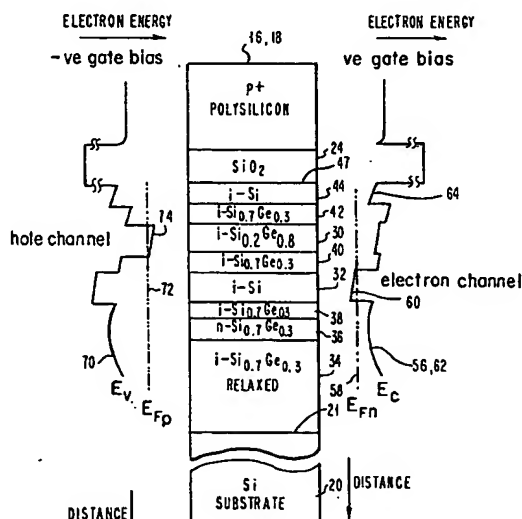 ELECTRON ENERGY
-ve gate bias
ELECTRON ENERGY
ve gate bias
16,18
p+
POLYSILICON
24
SiO2
47
i-Si
44
64
i-Si0.7Ge0.3
42
74
hole channel
i-Si0.2Ge0.8
30
i-Si0.7Ge0.3
40
72
i-Si
32
electron channel
60
i-Si0.7Ge0.3
38
n-Si0.7Ge0.3
36
70
i-Si0.7Ge0.3
RELAXED
34
56,62
EV
EFp
58
EFn
EC
21
Si
SUBSTRATE
20
DISTANCE
DISTANCE